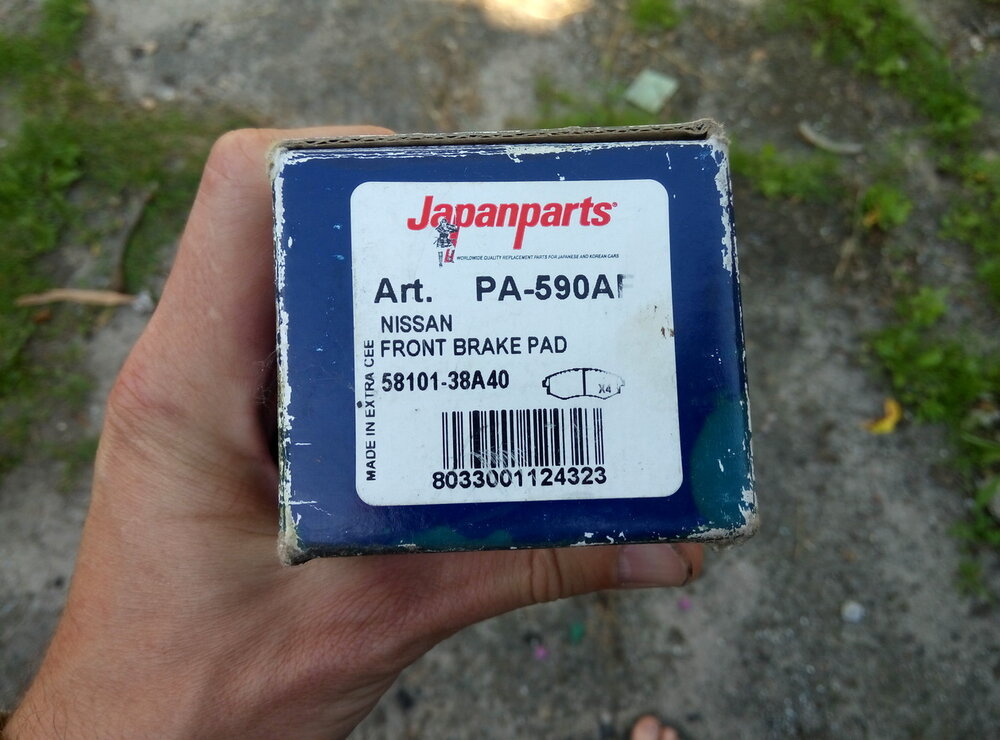 Japanparts
WORLDWIDE QUALITY REPLACEMENT PARTS FOR JAPANESE AND KOREAN CARS
Art. PA-590AF
NISSAN
FRONT BRAKE PAD
58101-38A40
X4
MADE IN EXTRA CEE
8033001124323